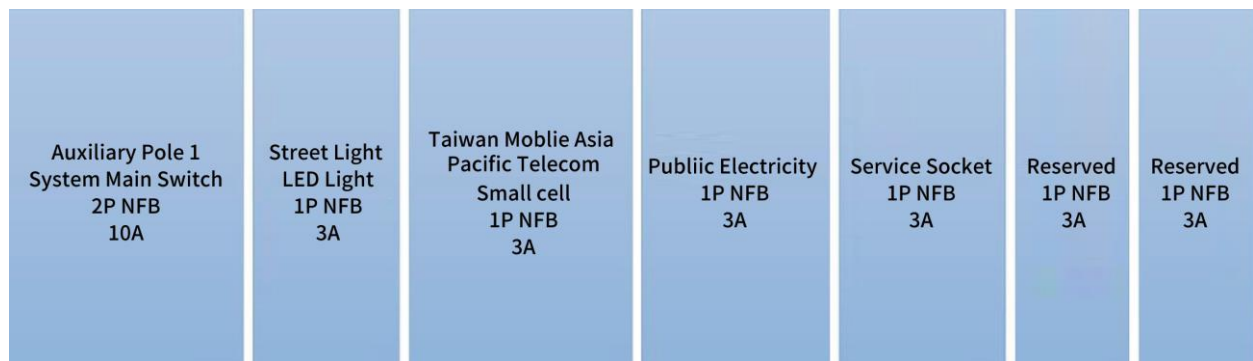 Auxiliary Pole 1
System Main Switch
2P NFB
10A
Street Light
LED Light
1P NFB
3A
Taiwan Moblie Asia
Pacific Telecom
Small cell
1P NFB
3A
Publiic Electricity
1P NFB
3A
Service Socket
1P NFB
3A
Reserved
1P NFB
3A
Reserved
1P NFB
3A